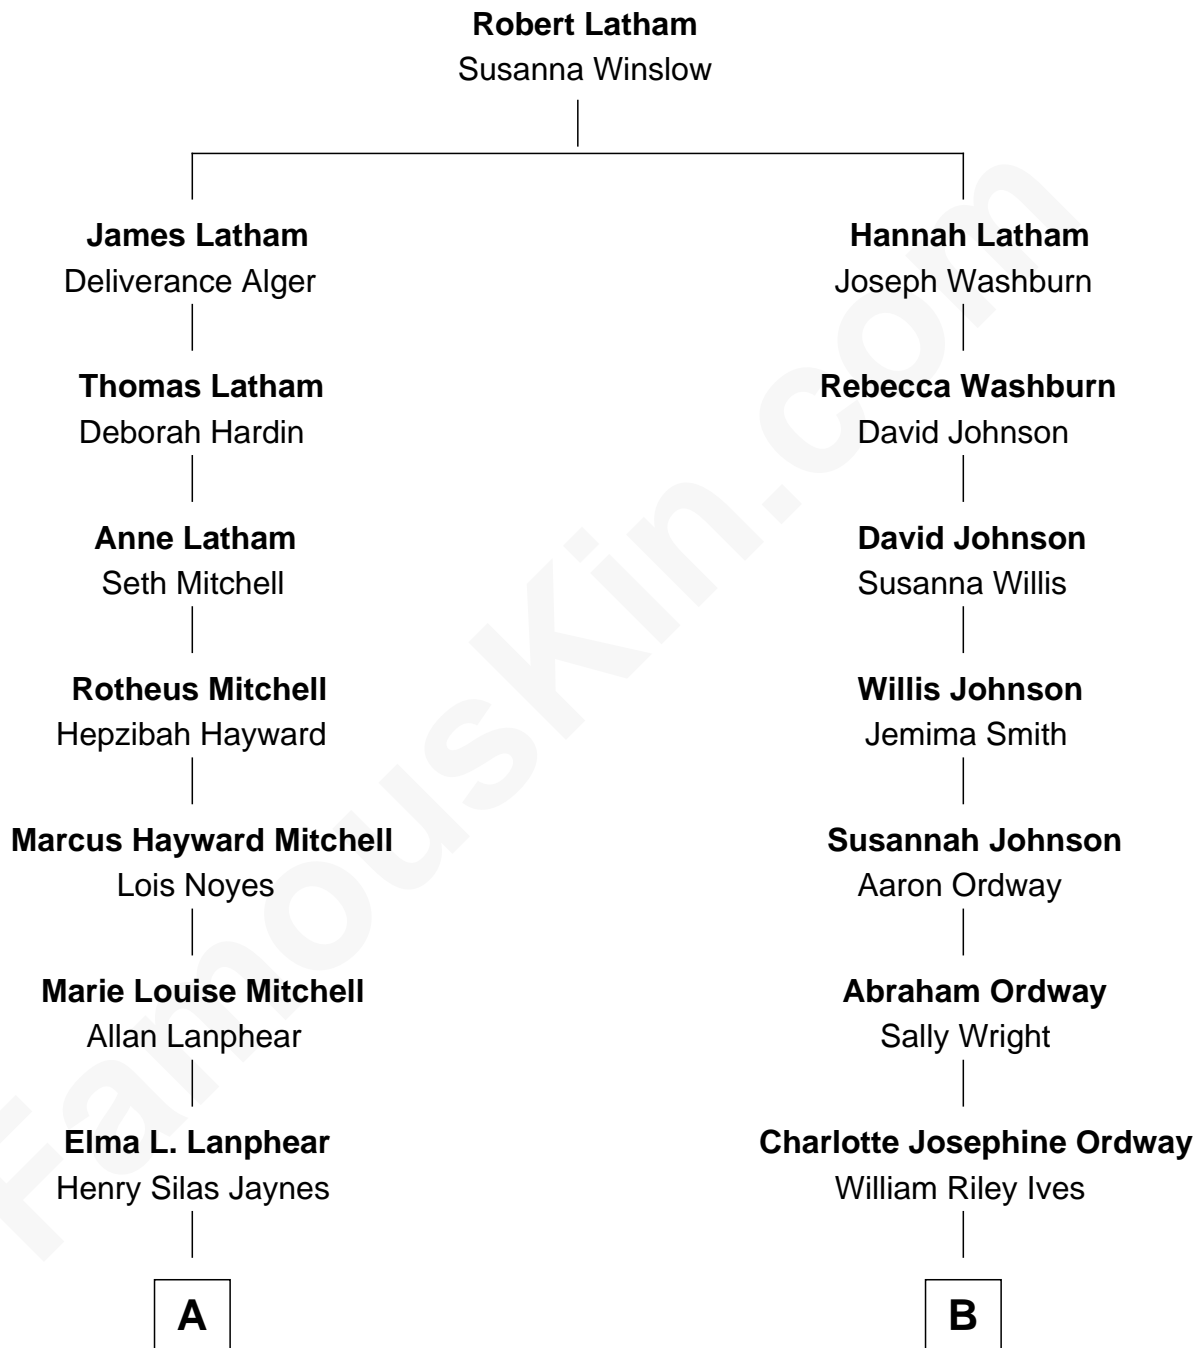 Robert Latham
Susanna Winslow
James Latham
Deliverance Alger
Hannah Latham
Joseph Washburn
Thomas Latham
Deborah Hardin
Rebecca Washburn
David Johnson
Anne Latham
Seth Mitchell
David Johnson
Susanna Willis
Rotheus Mitchell
Hepzibah Hayward
Willis Johnson
Jemima Smith
Marcus Hayward Mitchell
Lois Noyes
Susannah Johnson
Aaron Ordway
Marie Louise Mitchell
Allan Lanphear
Abraham Ordway
Sally Wright
Elma L. Lanphear
Henry Silas Jaynes
Charlotte Josephine Ordway
William Riley Ives
A
B
FamousKin.com